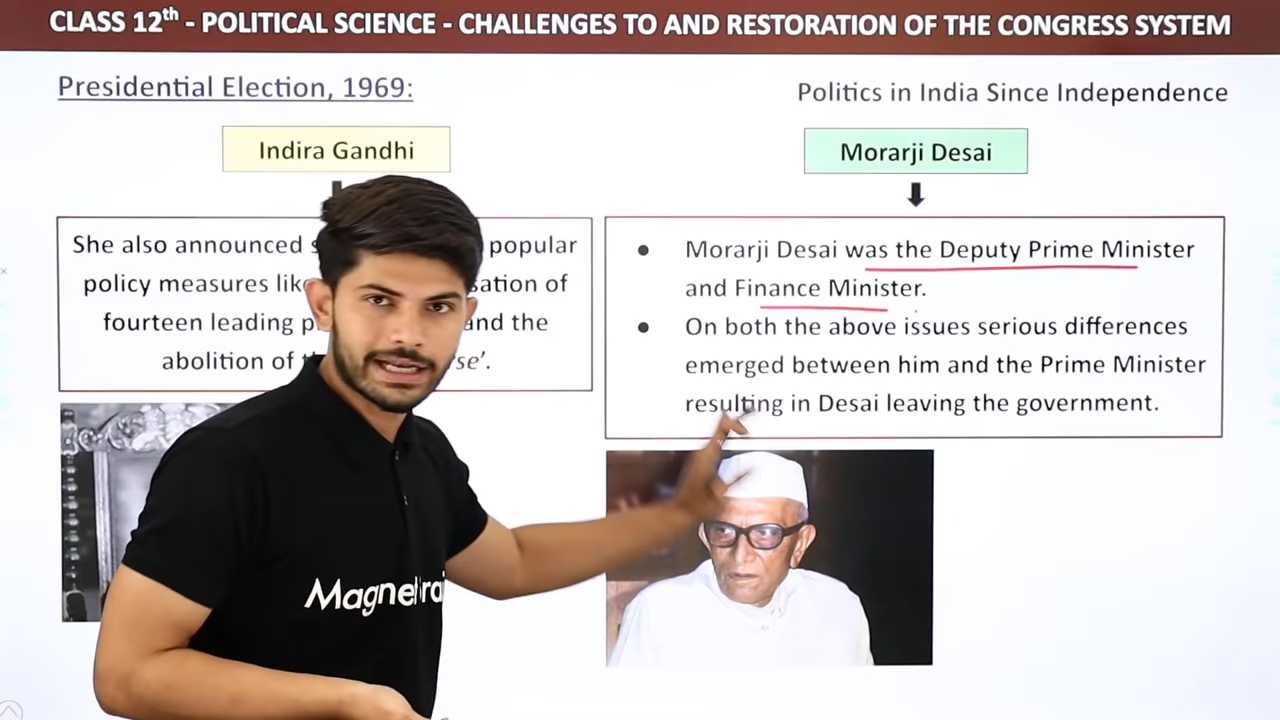 CLASS 12th - POLITICAL SCIENCE - CHALLENGES TO AND RESTORATION OF THE CONGRESS SYSTEM
Presidential Election, 1969:
Politics in India Since Independence
Indira Gandhi
She also announced popular
policy measures like sation of
fourteen leading and the
abolition of rse'.
Morarji Desai
● Morarji Desai was the Deputy Prime Minister
and Finance Minister.
● On both the above issues serious differences
emerged between him and the Prime Minister
resulting in Desai leaving the government.
Magnet